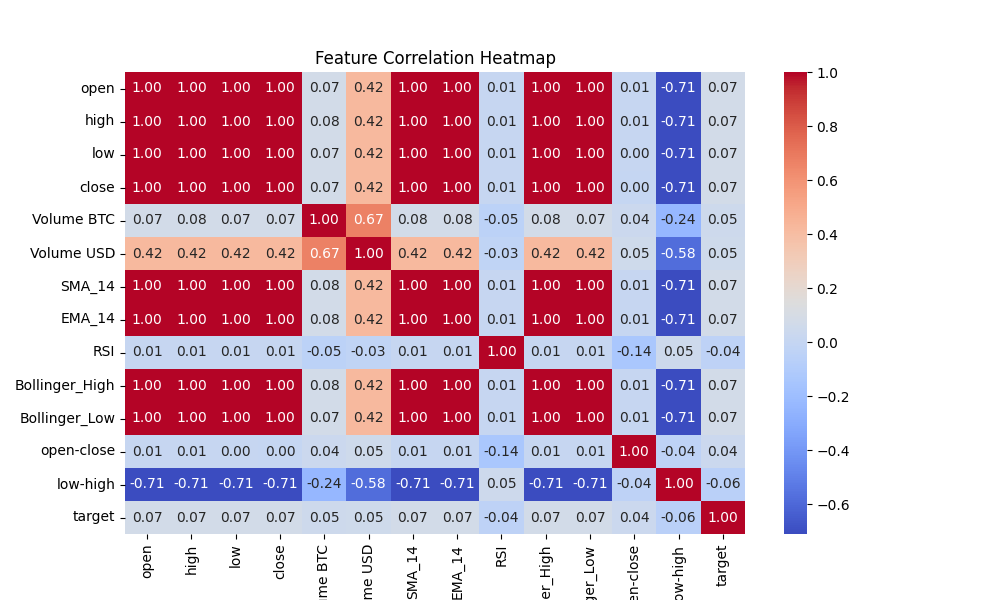 Feature Correlation Heatmap
open 1.00 1.00 1.00 1.00 0.07 0.42 1.00 1.00 0.01 1.00 1.00 0.01 -0.71 0.07
high 1.00 1.00 1.00 1.00 0.08 0.42 1.00 1.00 0.01 1.00 1.00 0.01 -0.71 0.07
low 1.00 1.00 1.00 1.00 0.07 0.42 1.00 1.00 0.01 1.00 1.00 0.00 -0.71 0.07
close 1.00 1.00 1.00 1.00 0.07 0.42 1.00 1.00 0.01 1.00 1.00 0.00 -0.71 0.07
Volume BTC 0.07 0.08 0.07 0.07 1.00 0.67 0.08 0.08 -0.05 0.08 0.07 0.04 -0.24 0.05
Volume USD 0.42 0.42 0.42 0.42 0.67 1.00 0.42 0.42 -0.03 0.42 0.42 0.05 -0.58 0.05
SMA_14 1.00 1.00 1.00 1.00 0.08 0.42 1.00 1.00 0.01 1.00 1.00 0.01 -0.71 0.07
EMA_14 1.00 1.00 1.00 1.00 0.08 0.42 1.00 1.00 0.01 1.00 1.00 0.01 -0.71 0.07
RSI 0.01 0.01 0.01 0.01 -0.05 -0.03 0.01 0.01 1.00 0.01 0.01 -0.14 0.05 -0.04
Bollinger_High 1.00 1.00 1.00 1.00 0.08 0.42 1.00 1.00 0.01 1.00 1.00 0.01 -0.71 0.07
Bollinger_Low 1.00 1.00 1.00 1.00 0.07 0.42 1.00 1.00 0.01 1.00 1.00 0.01 -0.71 0.07
open-close 0.01 0.01 0.00 0.00 0.04 0.05 0.01 0.01 -0.14 0.01 0.01 1.00 -0.04 0.04
low-high -0.71 -0.71 -0.71 -0.71 -0.24 -0.58 -0.71 -0.71 0.05 -0.71 -0.71 -0.04 1.00 -0.06
target 0.07 0.07 0.07 0.07 0.05 0.05 0.07 0.07 -0.04 0.07 0.07 0.04 -0.06 1.00
open
high
low
close
me BTC
me USD
SMA_14
EMA_14
RSI
er_High
ger_Low
en-close
ow-high
target
1.0
0.8
0.6
0.4
0.2
0.0
−0.2
−0.4
−0.6